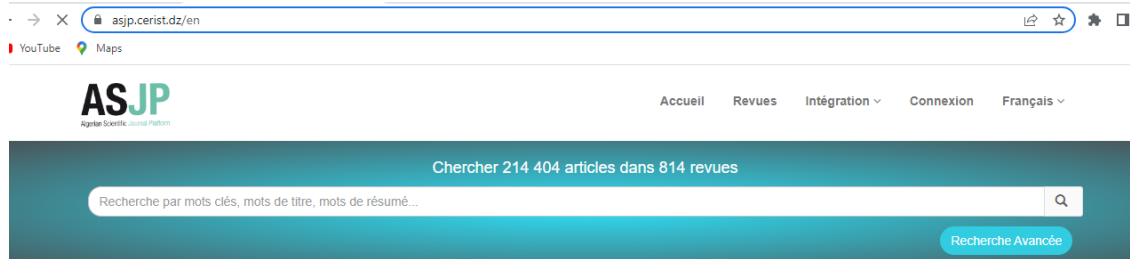 asjp.cerist.dz/en
YouTube Maps
ASJP
Algerian Scientific Journal Platform
Accueil Revues Intégration Connexion Français
Chercher 214 404 articles dans 814 revues
Recherche par mots clés, mots de titre, mots de résumé...
Recherche Avancée